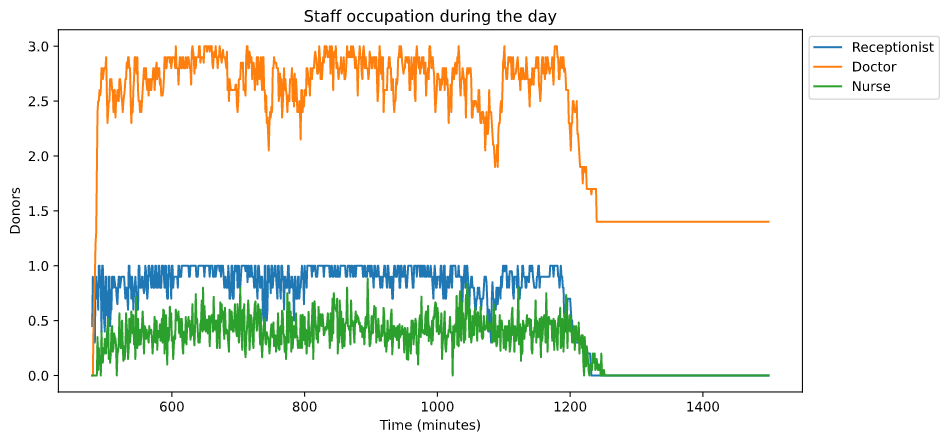 Staff occupation during the day
Receptionist
Doctor
Nurse
3.0
2.5
2.0
1.5
1.0
0.5
0.0
Donors
600 800 1000 1200 1400
Time (minutes)